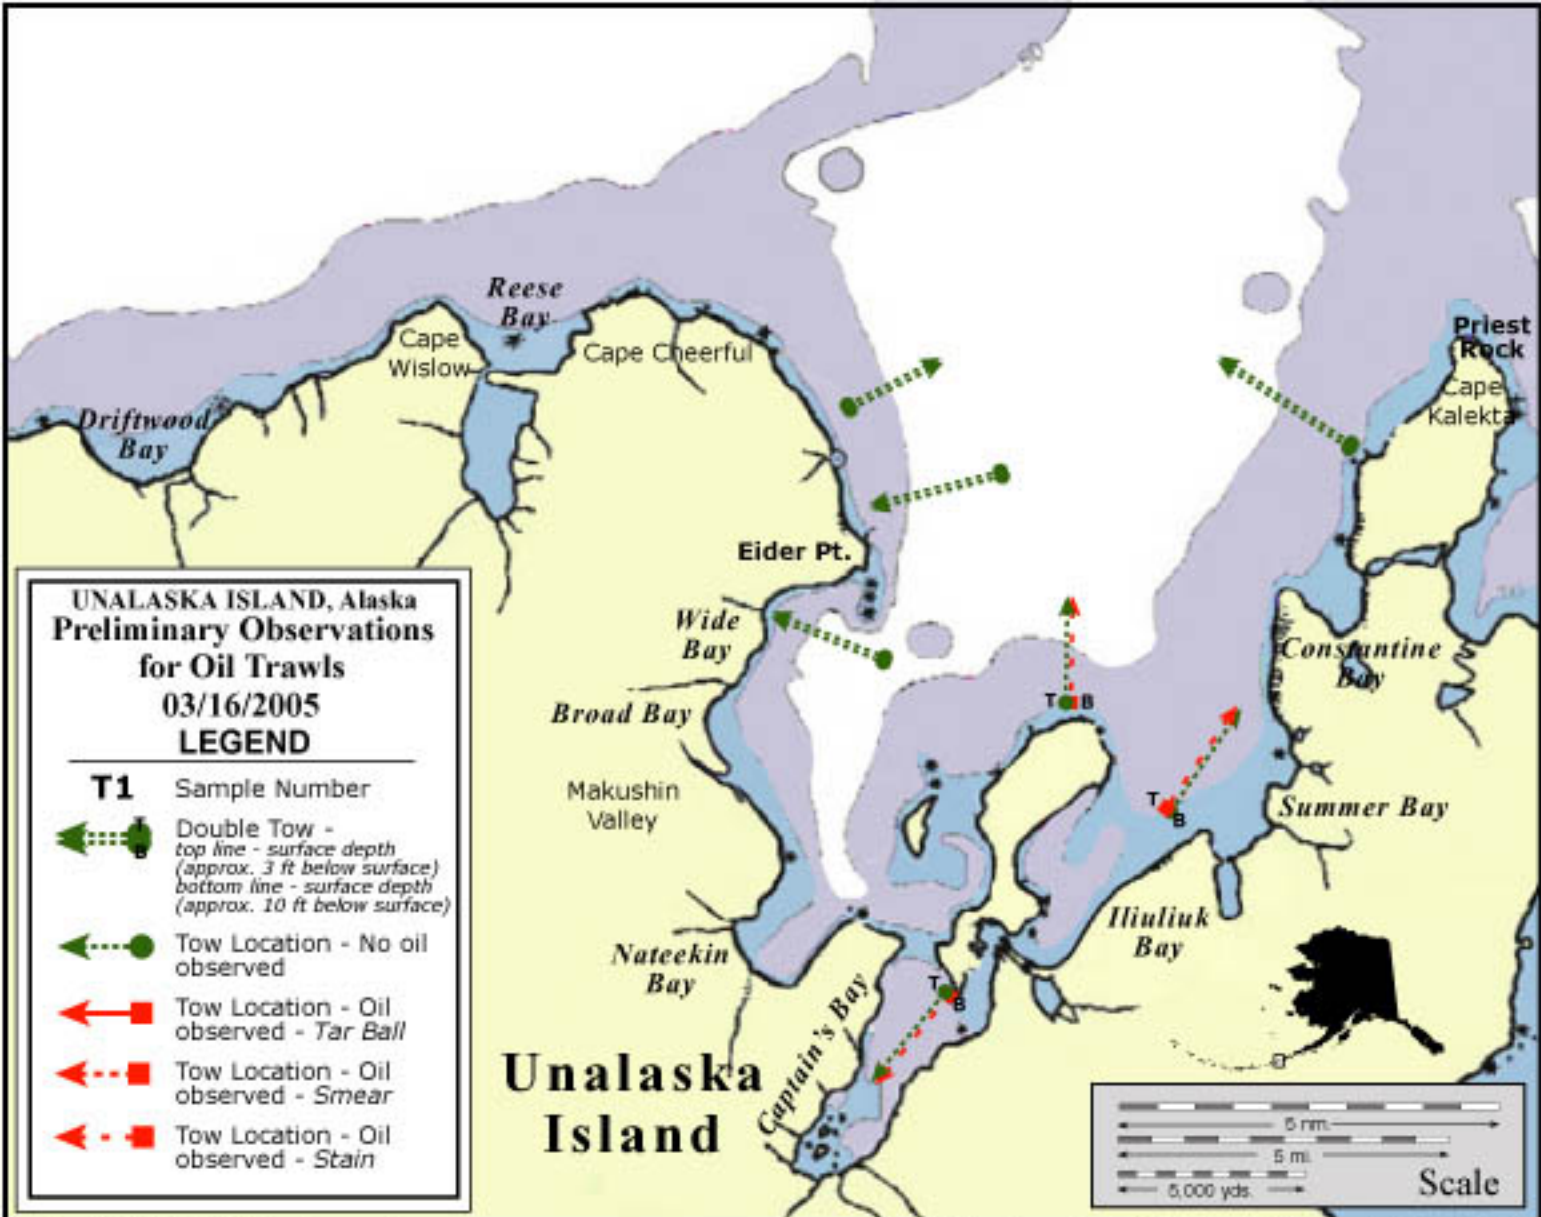 Reese
Bay
Cape
Wislow
Cape Cheerful
Priest
Rock
Cape
Kalekta
Driftwood
Bay
Eider Pt.
Wide
Bay
Constantine
Bay
Broad Bay
T B
Makushin
Valley
T
B
Summer Bay
Iliuliuk
Bay
Nateekin
Bay
T
B
Captain's Bay
Unalaska
Island
UNALASKA ISLAND, Alaska
Preliminary Observations
for Oil Trawls
03/16/2005
LEGEND
T1 Sample Number
T
B
Double Tow -
top line - surface depth
(approx. 3 ft below surface)
bottom line - surface depth
(approx. 10 ft below surface)
Tow Location - No oil
observed
Tow Location - Oil
observed - Tar Ball
Tow Location - Oil
observed - Smear
Tow Location - Oil
observed - Stain
5 nm.
5 mi.
5,000 yds.
Scale